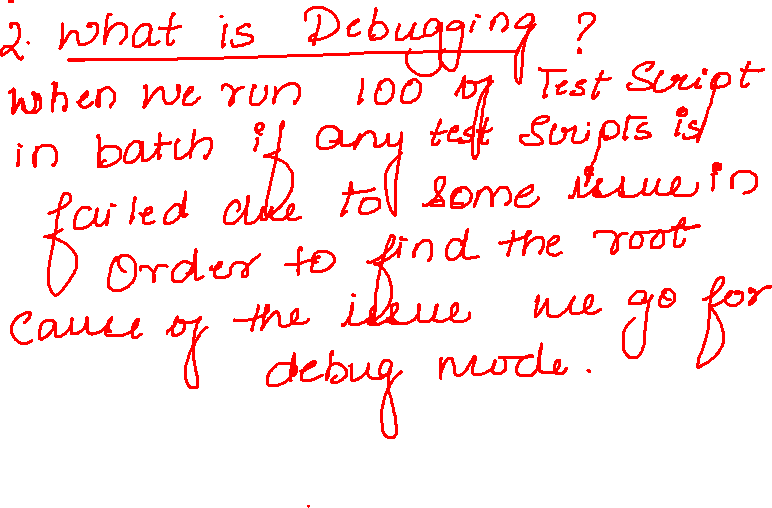 2. What is Debugging ?
When we run 100 of Test Script
in batch if any test Scripts is
failed due to some issue in
Order to find the root
cause of the issue we go for
debug mode.